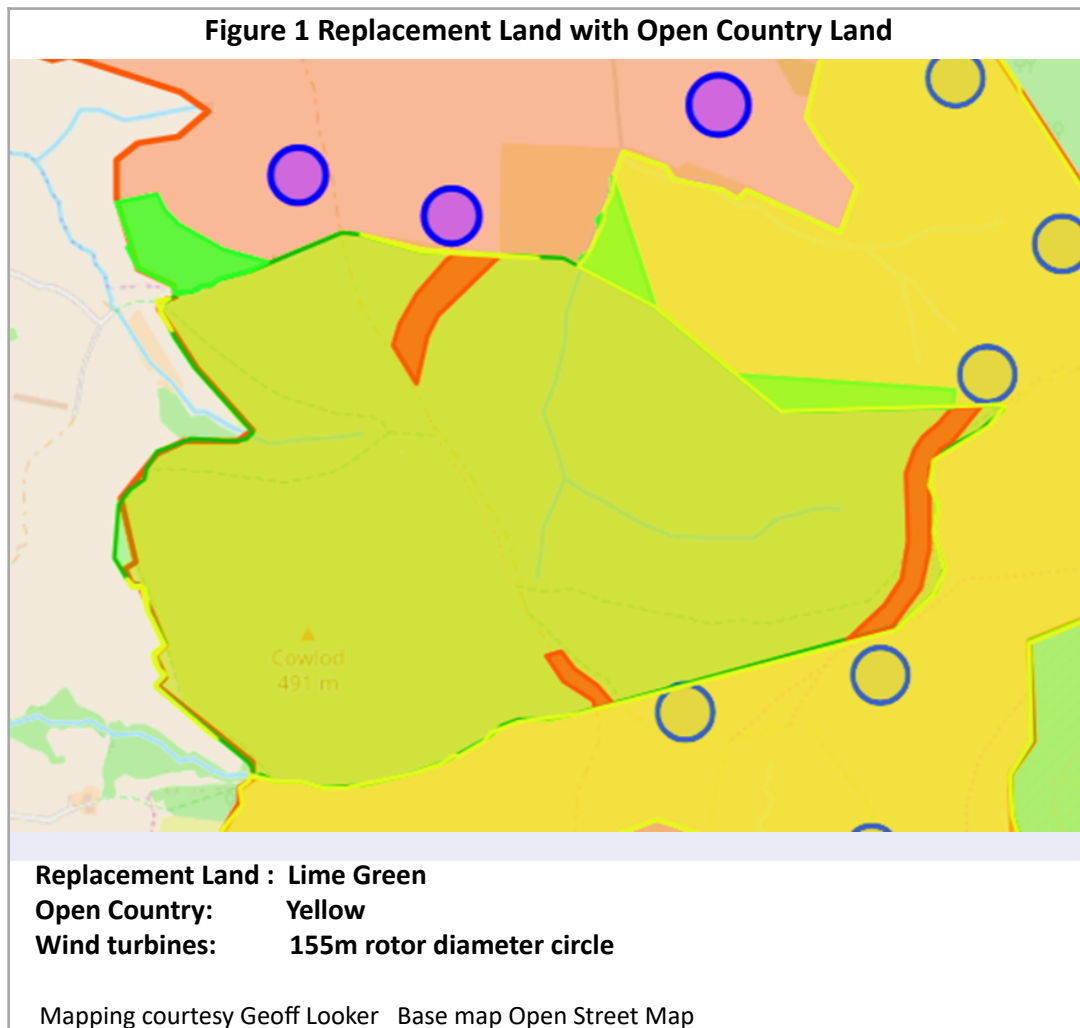 Figure 1 Replacement Land with Open Country Land
Cowlod
491 m
Replacement Land : Lime Green
Open Country: Yellow
Wind turbines: 155m rotor diameter circle
Mapping courtesy Geoff Looker Base map Open Street Map